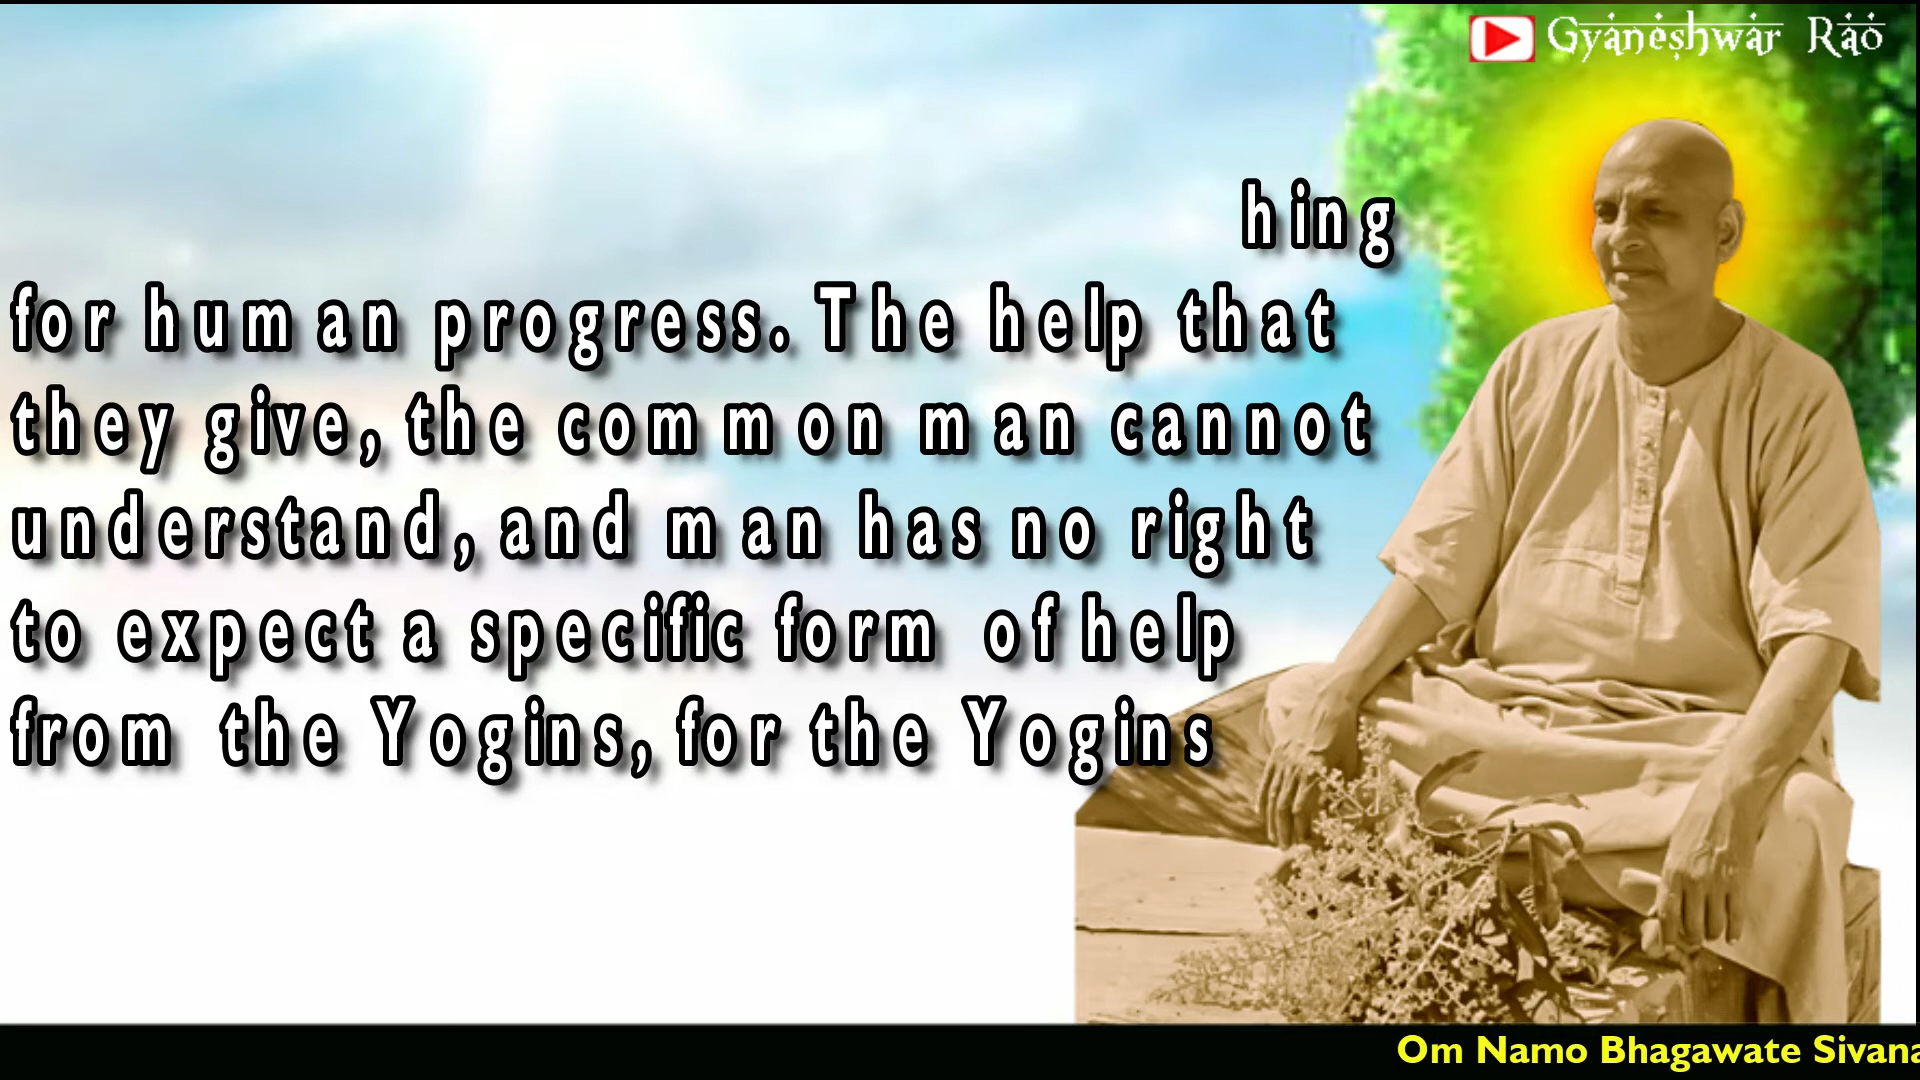 Gyaneshwar Rao
hing
for human progress. The help that
they give, the common man cannot
understand, and man has no right
to expect a specific form of help
from the Yogins, for the Yogins
Om Namo Bhagawate Sivana